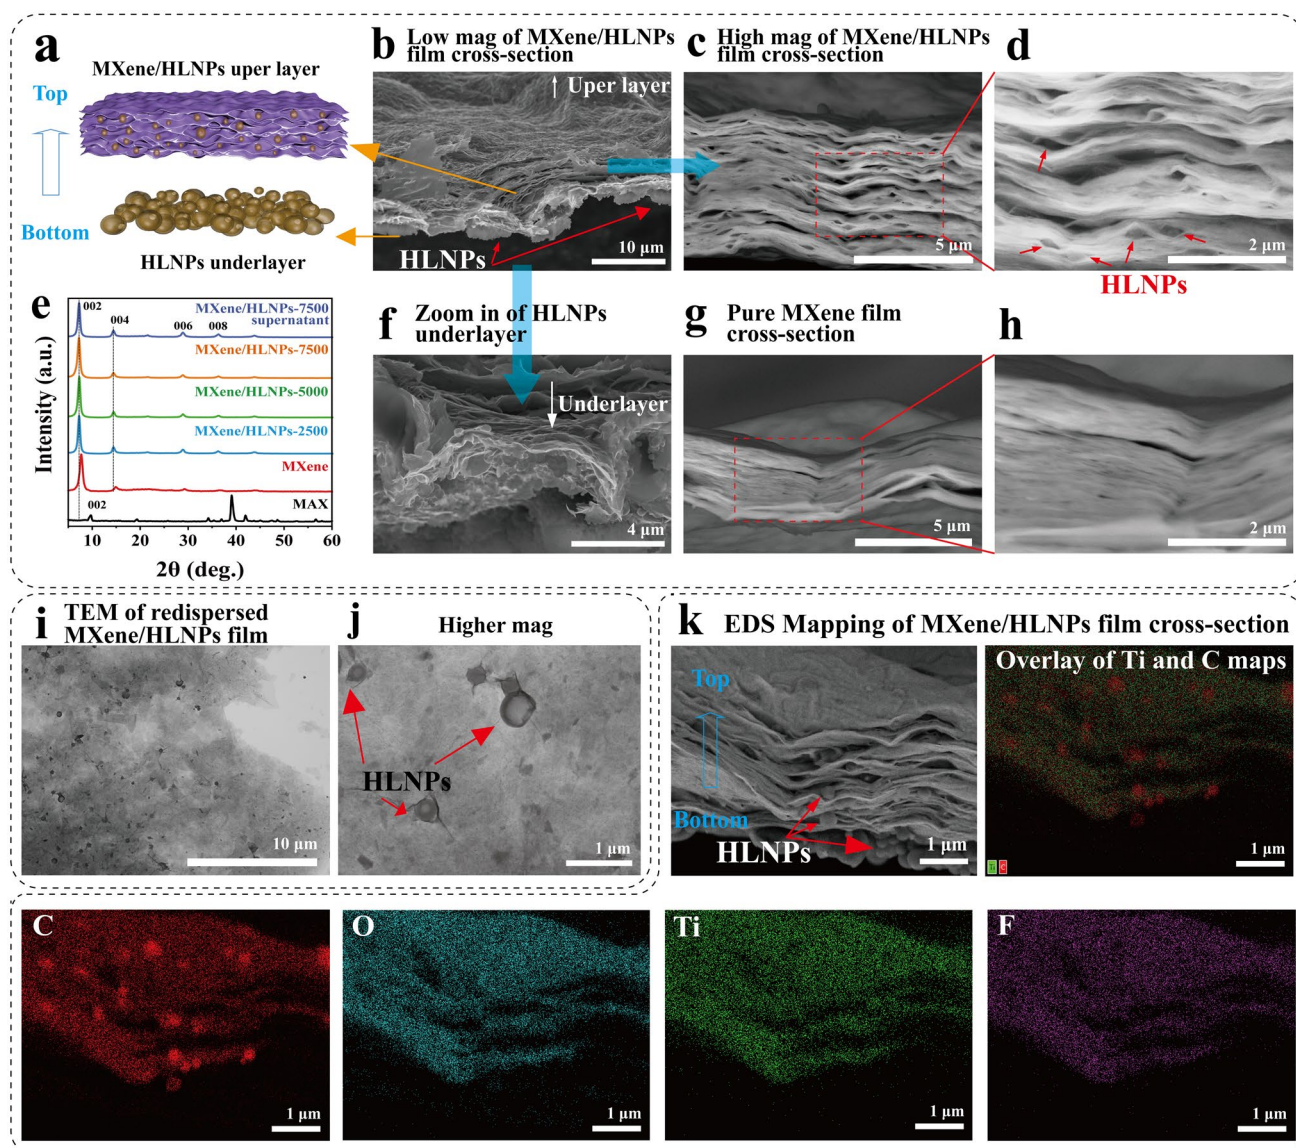 a
MXene/HLNPs uper layer
Top
Bottom
HLNPs underlayer
b
Low mag of MXene/HLNPs
film cross-section
Uper layer
HLNPs
10 μm
c
High mag of MXene/HLNPs
film cross-section
5 μm
d
2 μm
HLNPs
e
002
004
006
008
MXene/HLNPs-7500
supernatant
MXene/HLNPs-7500
MXene/HLNPs-5000
MXene/HLNPs-2500
MXene
002
MAX
Intensity (a.u.)
10
20
30
40
50
60
2θ (deg.)
f
Zoom in of HLNPs
underlayer
Underlayer
4 μm
g
Pure MXene film
cross-section
5 μm
h
2 μm
i
TEM of redispersed
MXene/HLNPs film
10 μm
j
Higher mag
HLNPs
1 μm
k
EDS Mapping of MXene/HLNPs film cross-section
Top
Bottom
HLNPs
1 μm
Overlay of Ti and C maps
Ti
C
1 μm
C
1 μm
O
1 μm
Ti
1 μm
F
1 μm